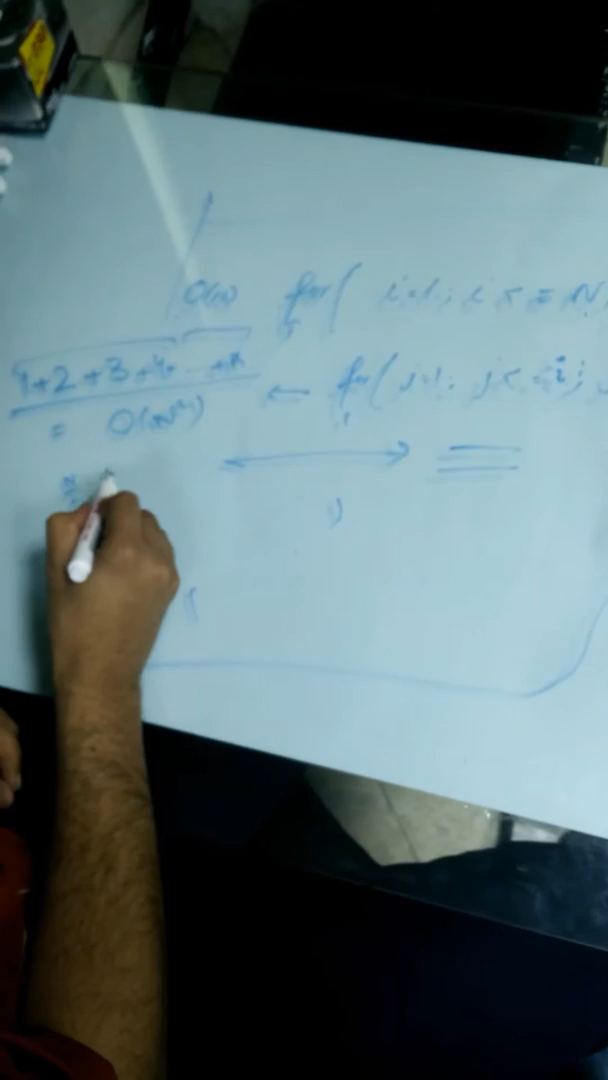 O(N) for( i=1; i<=N;
1+2+3+4+...+N ← for( j=1; j<=i;
= O(N²)
N